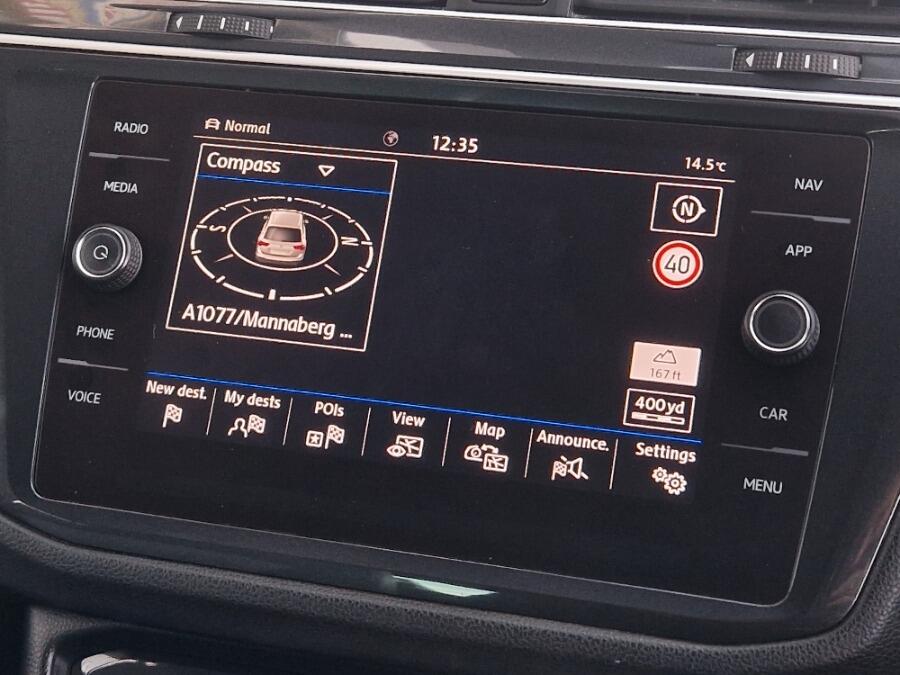 RADIO
Normal
12:35
14.5℃
MEDIA
Compass
NAV
N
S
N
APP
40
A1077/Mannaberg ...
PHONE
167 ft
VOICE
400yd
CAR
New dest.
My dests
POIs
View
Map
Announce.
Settings
MENU